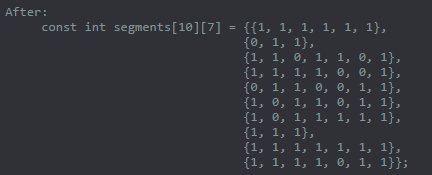 After:
const int segments[10][7] = {{1, 1, 1, 1, 1, 1},
{0, 1, 1},
{1, 1, 0, 1, 1, 0, 1},
{1, 1, 1, 1, 0, 0, 1},
{0, 1, 1, 0, 0, 1, 1},
{1, 0, 1, 1, 0, 1, 1},
{1, 0, 1, 1, 1, 1, 1},
{1, 1, 1},
{1, 1, 1, 1, 1, 1, 1},
{1, 1, 1, 1, 0, 1, 1}};